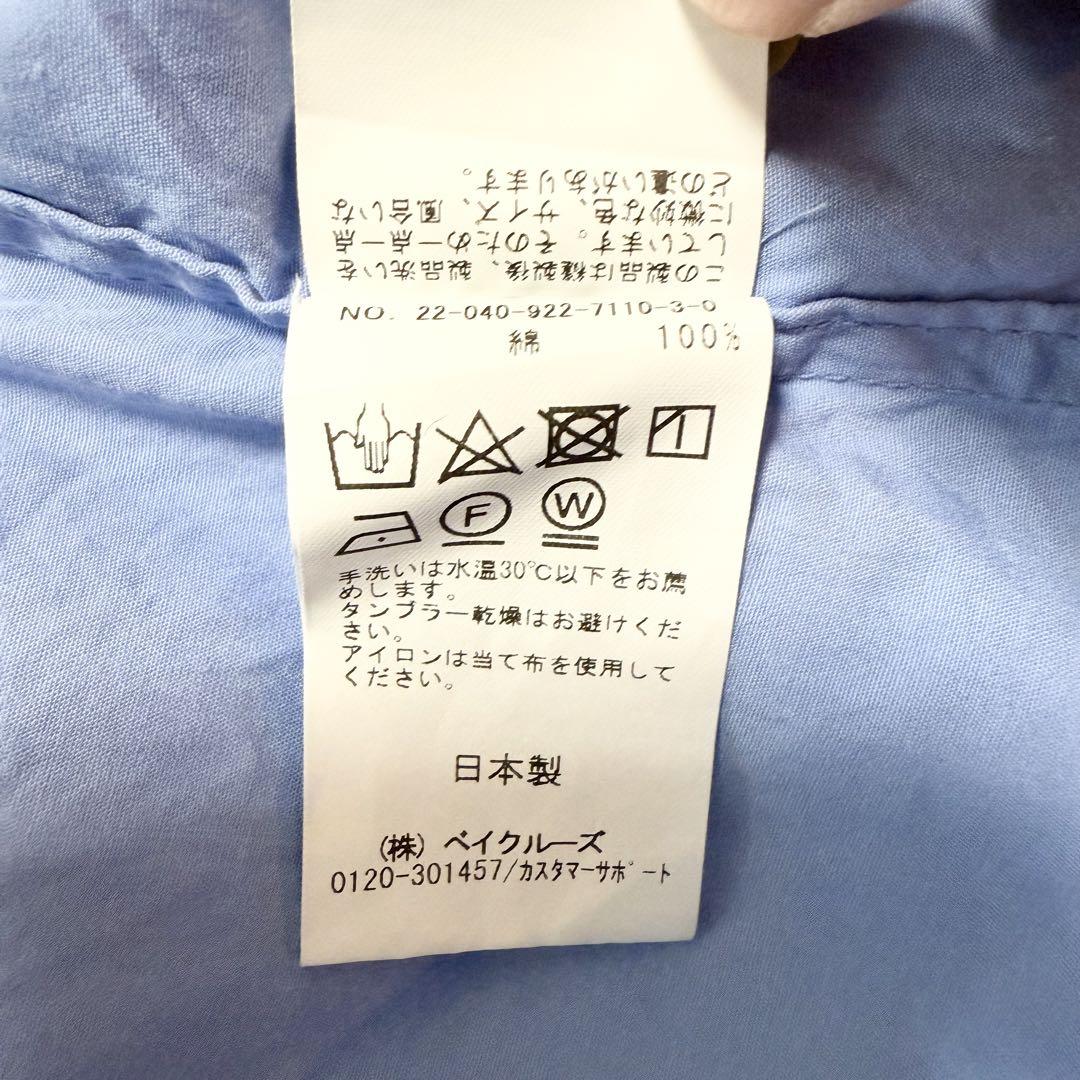 この製品は縫製後、製品洗いを
しています。そのため一点一点
に微妙な色、サイズ、風合いな
どの違いがあります。
NO. 22-040-922-7110-3-0
綿 100%
F W
手洗いは水温30℃以下をお薦
めします。
タンブラー乾燥はお避けくだ
さい。
アイロンは当て布を使用して
ください。
日本製
(株) ベイクルーズ
0120-301457/カスタマーサポート